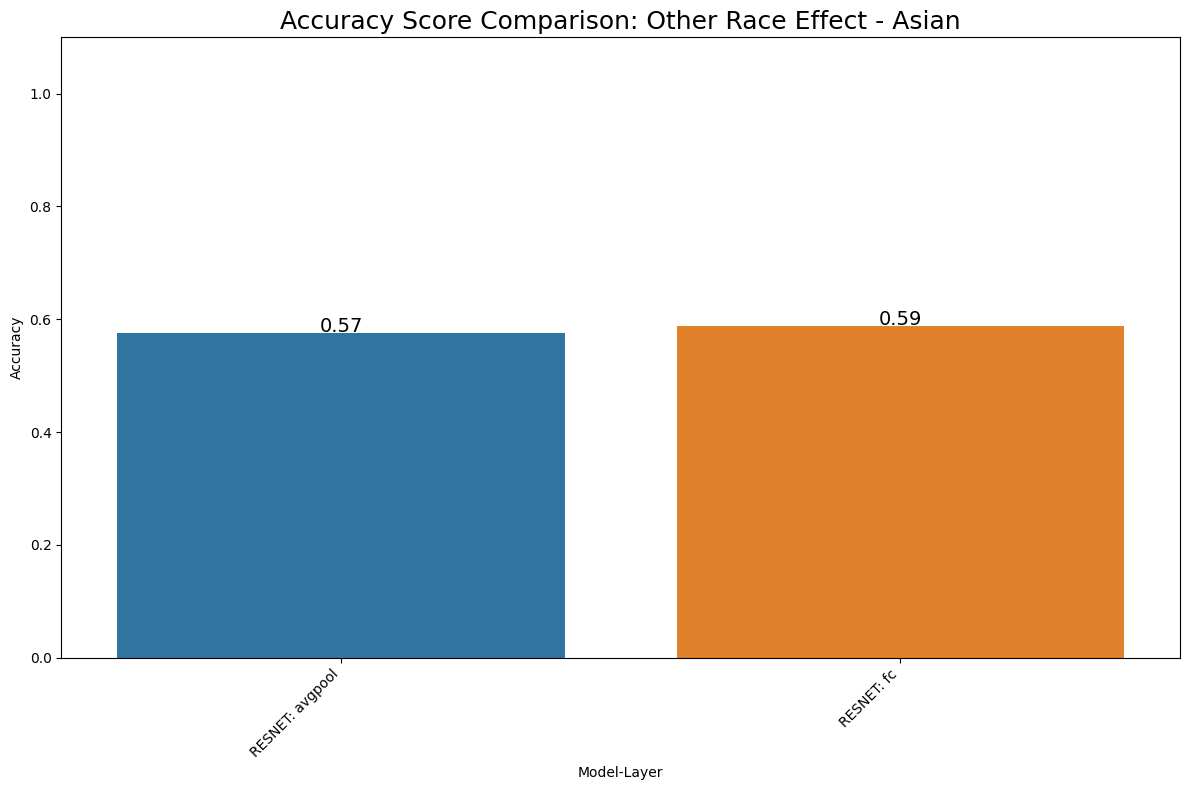 Accuracy Score Comparison: Other Race Effect - Asian
1.0
0.8
0.6
0.4
0.2
0.0
Accuracy
0.57
0.59
RESNET: avgpool
RESNET: fc
Model-Layer